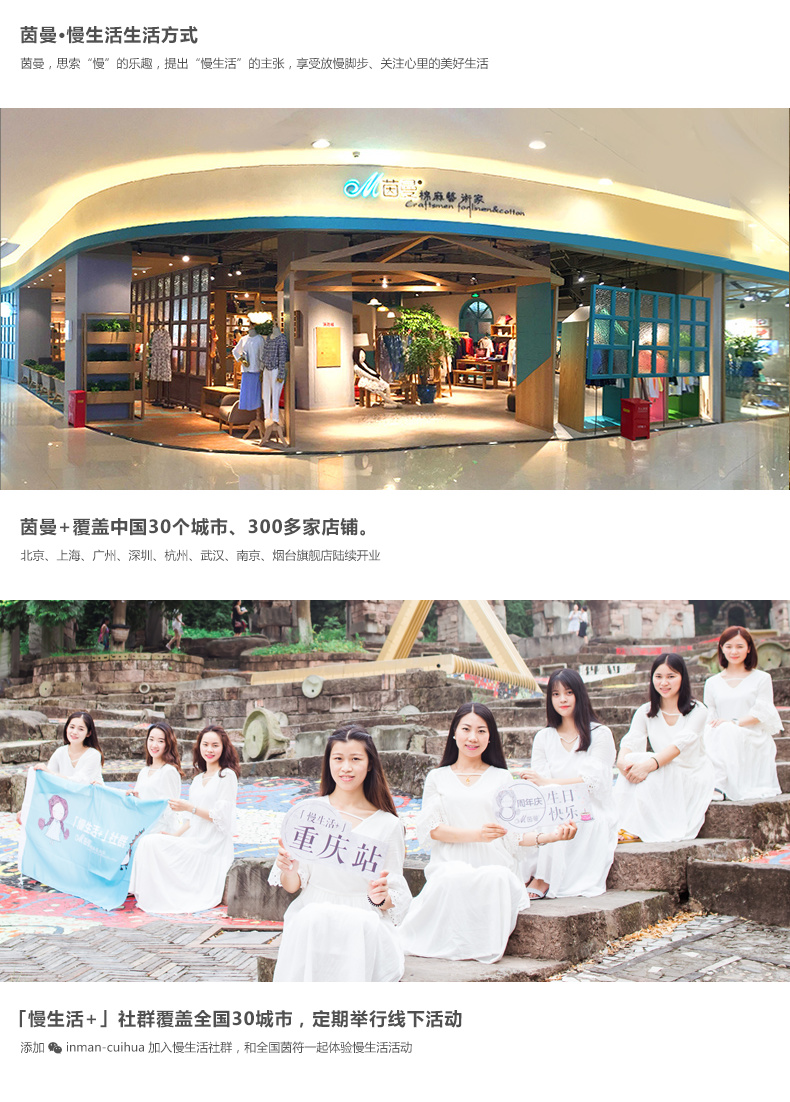 茵曼•慢生活生活方式
茵曼，思索“慢”的乐趣，提出“慢生活”的主张，享受放慢脚步、关注心里的美好生活
M茵曼
棉麻藝術家
Craftsmen for linen&cotton
茵曼+覆盖中国30个城市、300多家店铺。
北京、上海、广州、深圳、杭州、武汉、南京、烟台旗舰店陆续开业
「慢生活+」社群
「慢生活+」
重庆站
8周年庆
茵曼
生日
快乐
「慢生活+」社群覆盖全国30城市，定期举行线下活动
添加 inman-cuihua 加入慢生活社群，和全国茵符一起体验慢生活活动